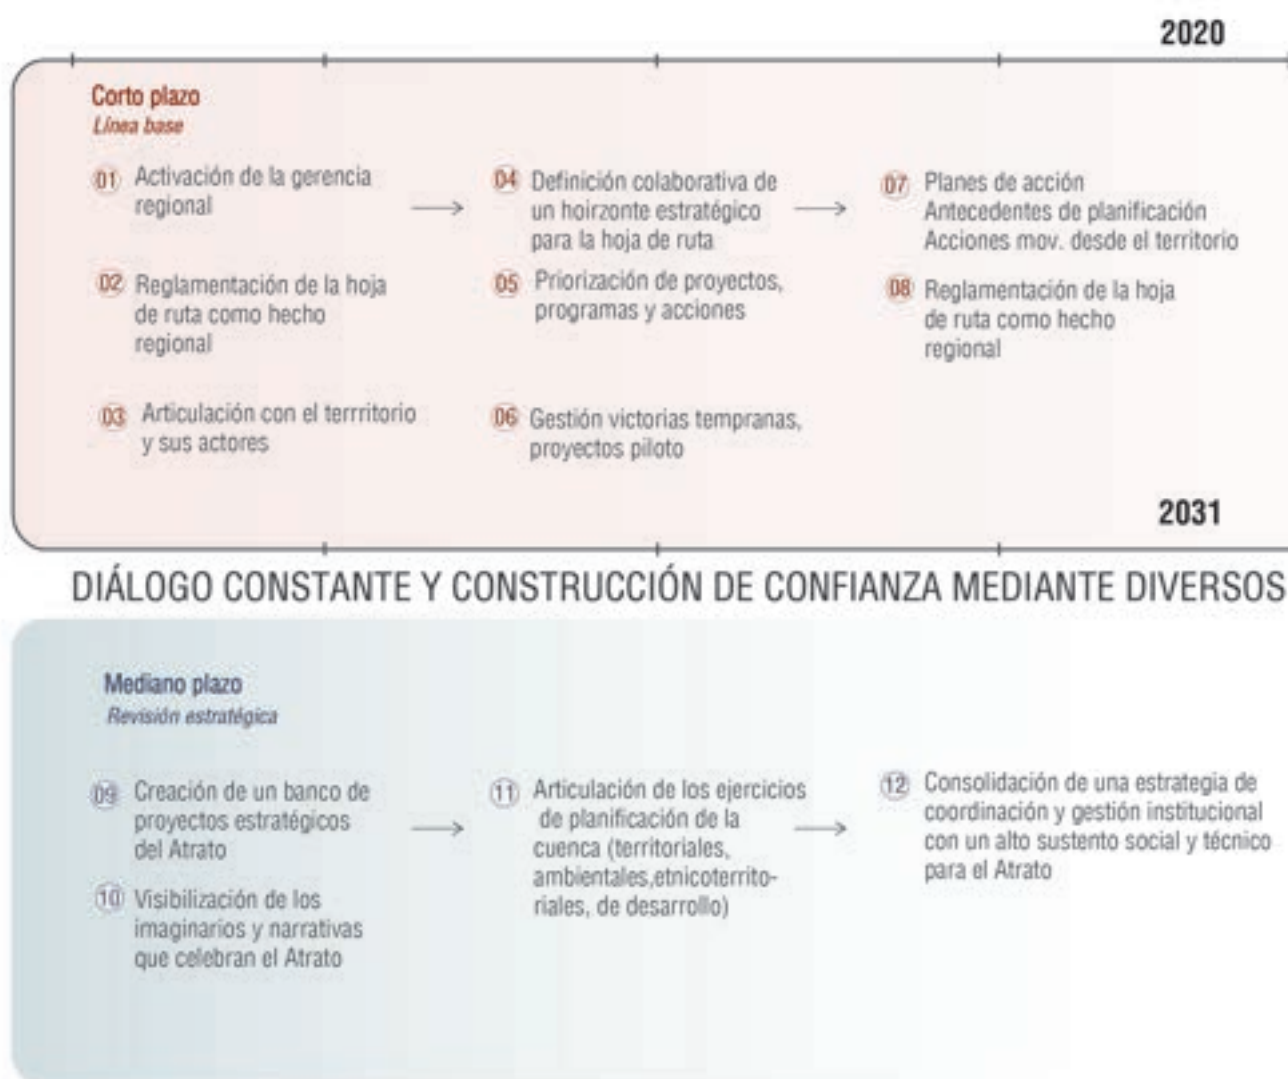 2020
Corto plazo
Línea base
01 Activación de la gerencia
regional
02 Reglamentación de la hoja
de ruta como hecho
regional
03 Articulación con el terrritorio
y sus actores
04 Definición colaborativa de
un hoirzonte estratégico
para la hoja de ruta
05 Priorización de proyectos,
programas y acciones
06 Gestión victorias tempranas,
proyectos piloto
07 Planes de acción
Antecedentes de planificación
Acciones mov. desde el territorio
08 Reglamentación de la hoja
de ruta como hecho
regional
2031
DIÁLOGO CONSTANTE Y CONSTRUCCIÓN DE CONFIANZA MEDIANTE DIVERSOS
Mediano plazo
Revisión estratégica
09 Creación de un banco de
proyectos estratégicos
del Atrato
10 Visibilización de los
imaginarios y narrativas
que celebran el Atrato
11 Articulación de los ejercicios
de planificación de la
cuenca (territoriales,
ambientales,etnicoterrito-
riales, de desarrollo)
12 Consolidación de una estrategia de
coordinación y gestión institucional
con un alto sustento social y técnico
para el Atrato